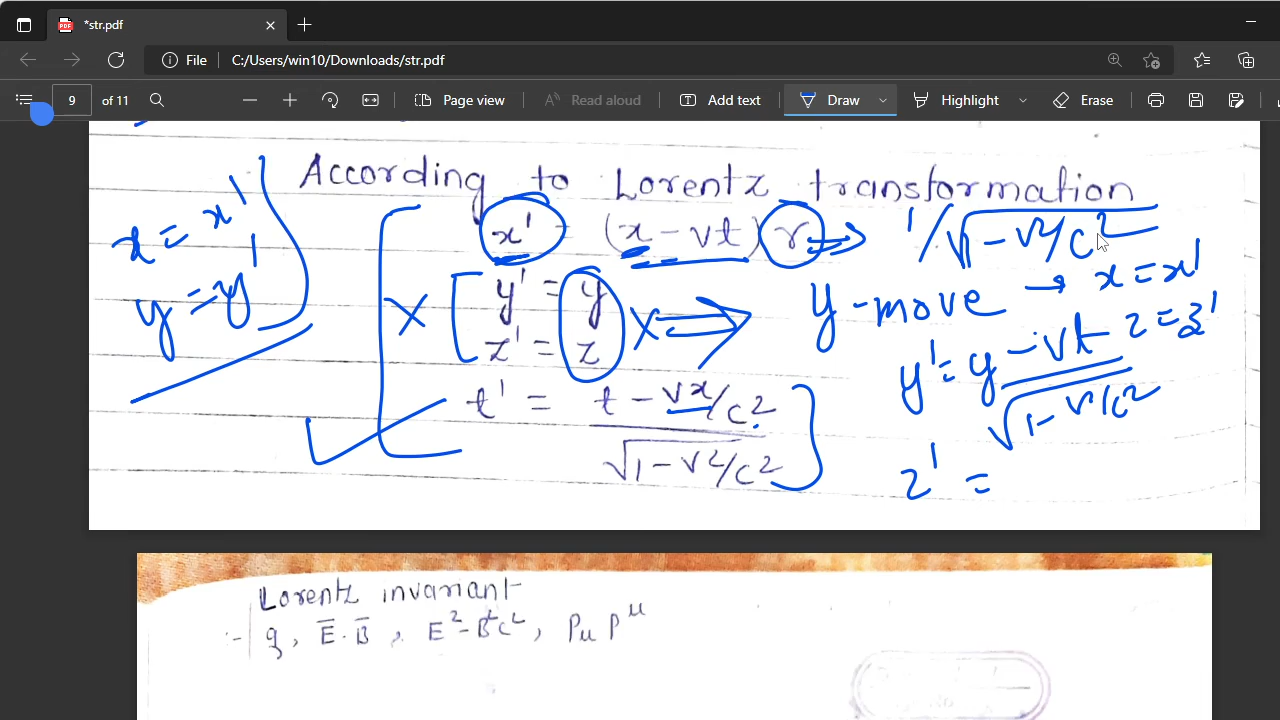 *str.pdf
File C:/Users/win10/Downloads/str.pdf
9 of 11 Page view Read aloud Add text Draw Highlight Erase
According to Lorentz transformation
x' = (x - vt) r → 1/√1 - v²/c²
y' = y
z' = z
t' = t - vx/c²
√1 - v²/c²
x = x'
y = y'
y - move → x = x'
z = z'
y' = y - vt
√1 - v²/c²
z' =
Lorentz invariant
:- q, E̅ . B̅, E² - B²c², Pμ P^μ